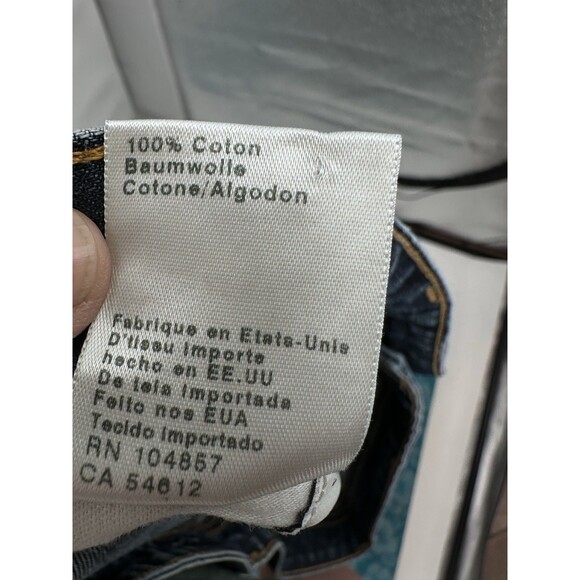 100% Coton
Baumwolle
Cotone/Algodon
Fabrique en Etats-Unis
D'tissu importe
hecho en EE.UU
De tela importada
Feito nos EUA
Tecido importado
RN 104857
CA 54612